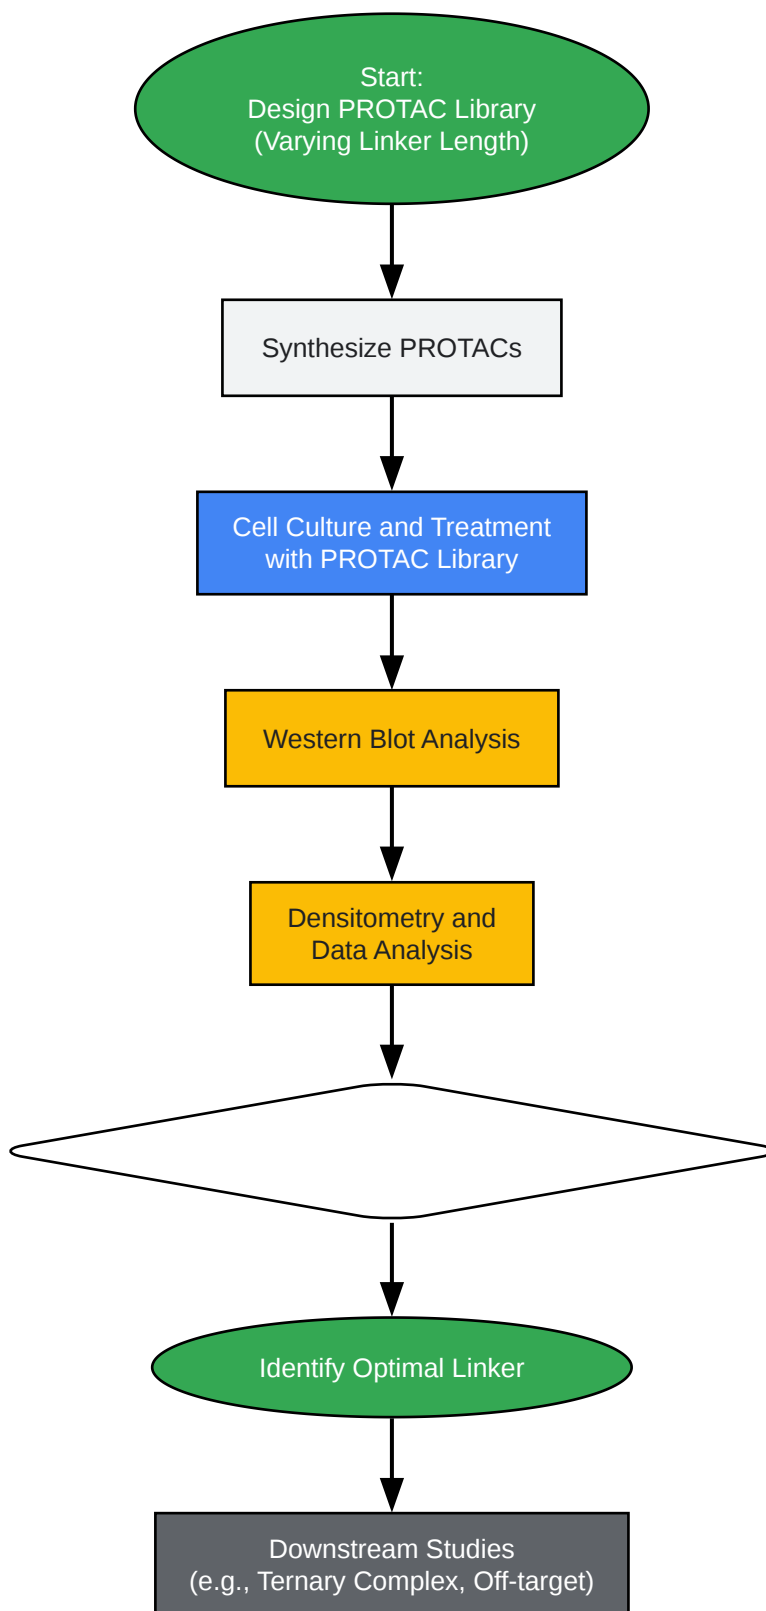 Start:
Design PROTAC Library
(Varying Linker Length)
Synthesize PROTACs
Cell Culture and Treatment
with PROTAC Library
Western Blot Analysis
Densitometry and
Data Analysis
Identify Optimal Linker
Downstream Studies
(e.g., Ternary Complex, Off-target)